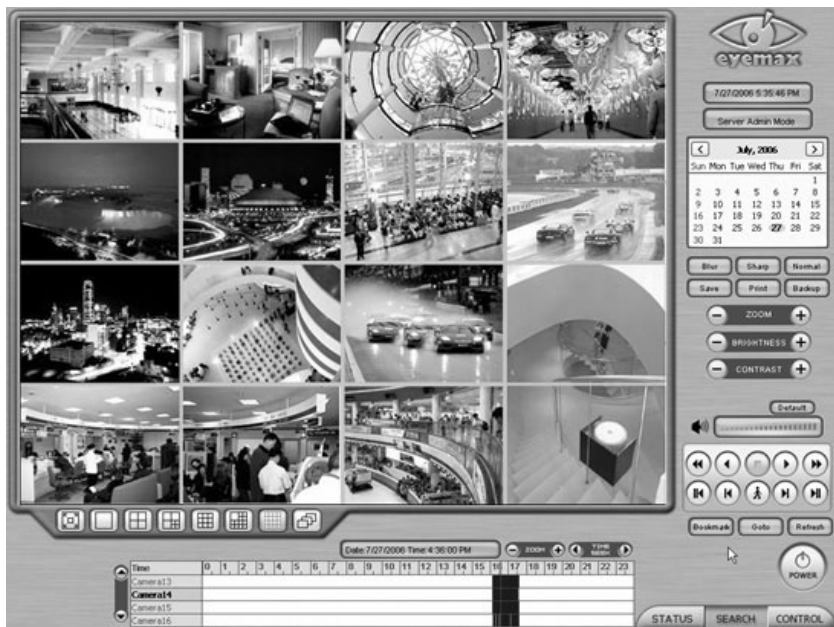 eyemax
7/27/2006 5:35:46 PM
Server Admin Mode
July, 2006
Sun Mon Tue Wed Thu Fri Sat
1
2 3 4 5 6 7 8
9 10 11 12 13 14 15
16 17 18 19 20 21 22
23 24 25 26 27 28 29
30 31
Blur Sharp Normal
Save Print Backup
ZOOM
BRIGHTNESS
CONTRAST
Default
Bookmark Goto Refresh
POWER
Date:7/27/2006 Time:4:36:00 PM
ZOOM
TIME SEEK
Time 0 1 2 3 4 5 6 7 8 9 10 11 12 13 14 15 16 17 18 19 20 21 22 23
Camera13
Camera14
Camera15
Camera16
STATUS SEARCH CONTROL